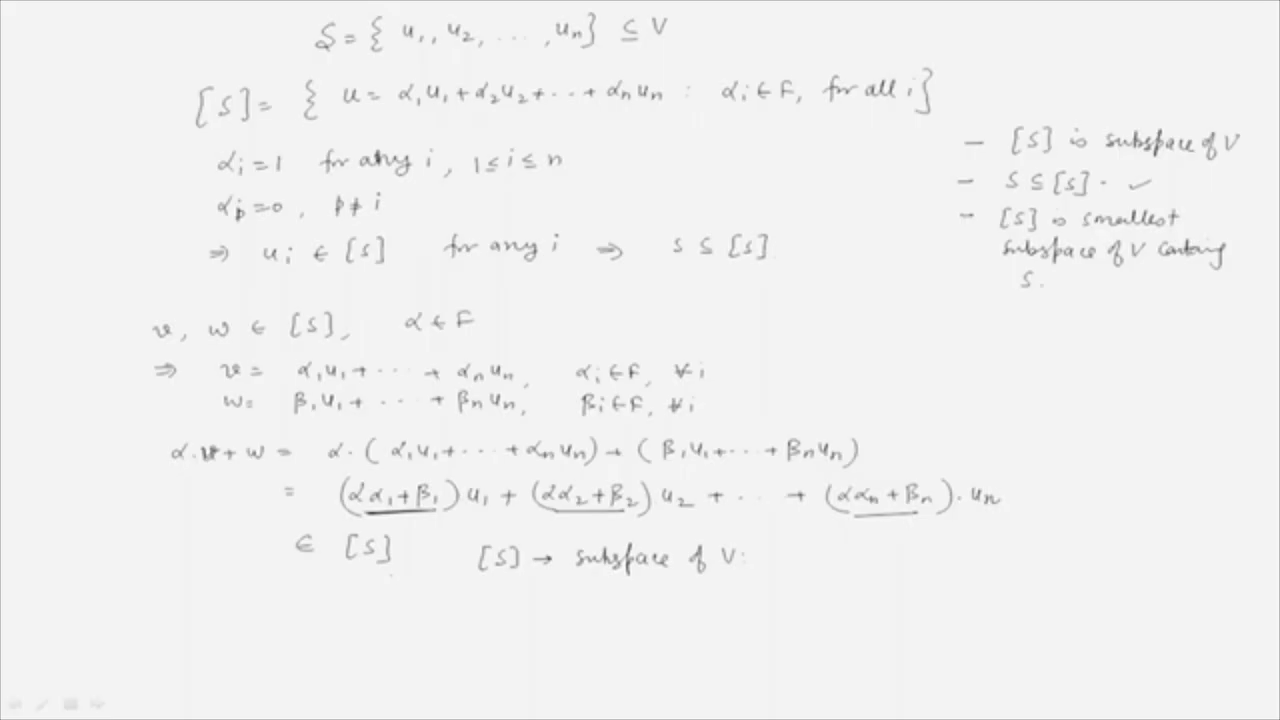 S = { u₁, u₂, ..., uₙ} ⊆ V
[S] = { u = α₁u₁ + α₂u₂ + ... + αₙuₙ : αᵢ ∈ F, for all i }
αᵢ = 1 for any i, 1 ≤ i ≤ n
αₚ = 0, p ≠ i
⇒ uᵢ ∈ [S] for any i ⇒ S ⊆ [S]
- [S] is subspace of V
- S ⊆ [S]. ✓
- [S] is smallest
subspace of V containg
S.
v, w ∈ [S], α ∈ F
⇒ v = α₁u₁ + ... + αₙuₙ, αᵢ ∈ F, ∀ i
w = β₁u₁ + ... + βₙuₙ, βᵢ ∈ F, ∀ i
α.v + w = α.(α₁u₁ + ... + αₙuₙ) + (β₁u₁ + ... + βₙuₙ)
= (αα₁ + β₁)u₁ + (αα₂ + β₂)u₂ + ... + (ααₙ + βₙ).uₙ
∈ [S] [S] → subspace of V.